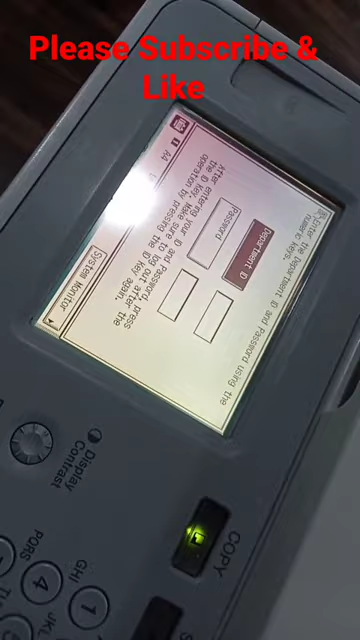 Please Subscribe &
Like
Enter the Department ID and Password using the
numeric keys.
Department ID
Password
After entering your ID and Password, press
the ID key. Make sure to log out after the
operation by pressing the ID key again.
A4
System Monitor
Display
Contrast
COPY
1
GHI
4
JKL
PQRS